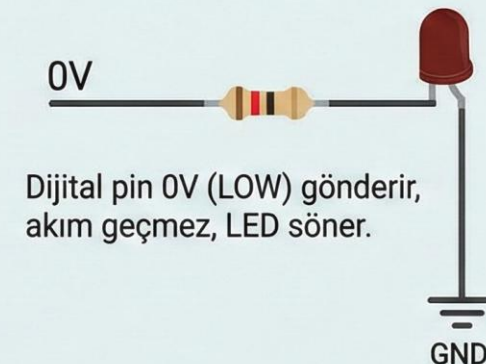 0V
Dijital pin 0V (LOW) gönderir,
akım geçmez, LED söner.
GND